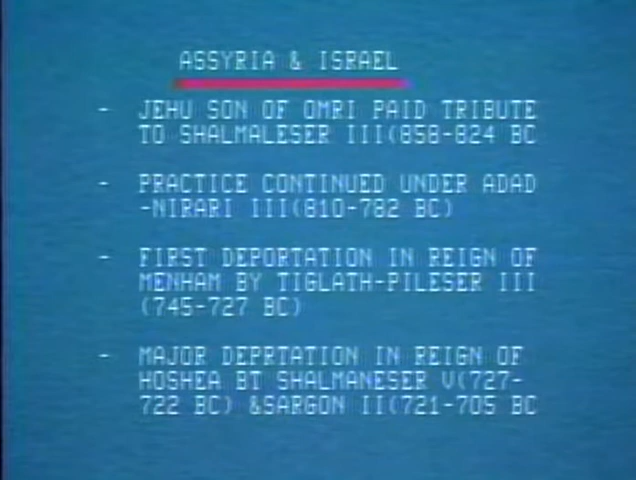 ASSYRIA & ISRAEL
- JEHU SON OF OMRI PAID TRIBUTE
TO SHALMALESER III(858-824 BC
- PRACTICE CONTINUED UNDER ADAD
-NIRARI III(810-782 BC)
- FIRST DEPORTATION IN REIGN OF
MENHAM BY TIGLATH-PILESER III
(745-727 BC)
- MAJOR DEPRTATION IN REIGN OF
HOSHEA BT SHALMANESER V(727-
722 BC) &SARGON II(721-705 BC